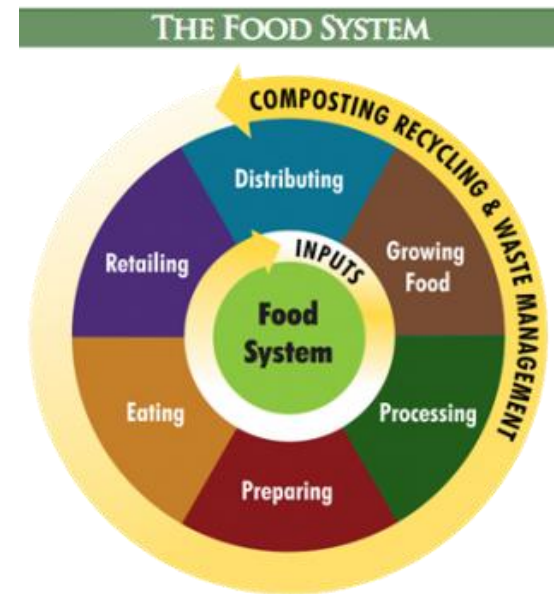 THE FOOD SYSTEM
COMPOSTING RECYCLING & WASTE MANAGEMENT
Distributing
Retailing
INPUTS
Growing
Food
Food
System
Eating
Processing
Preparing